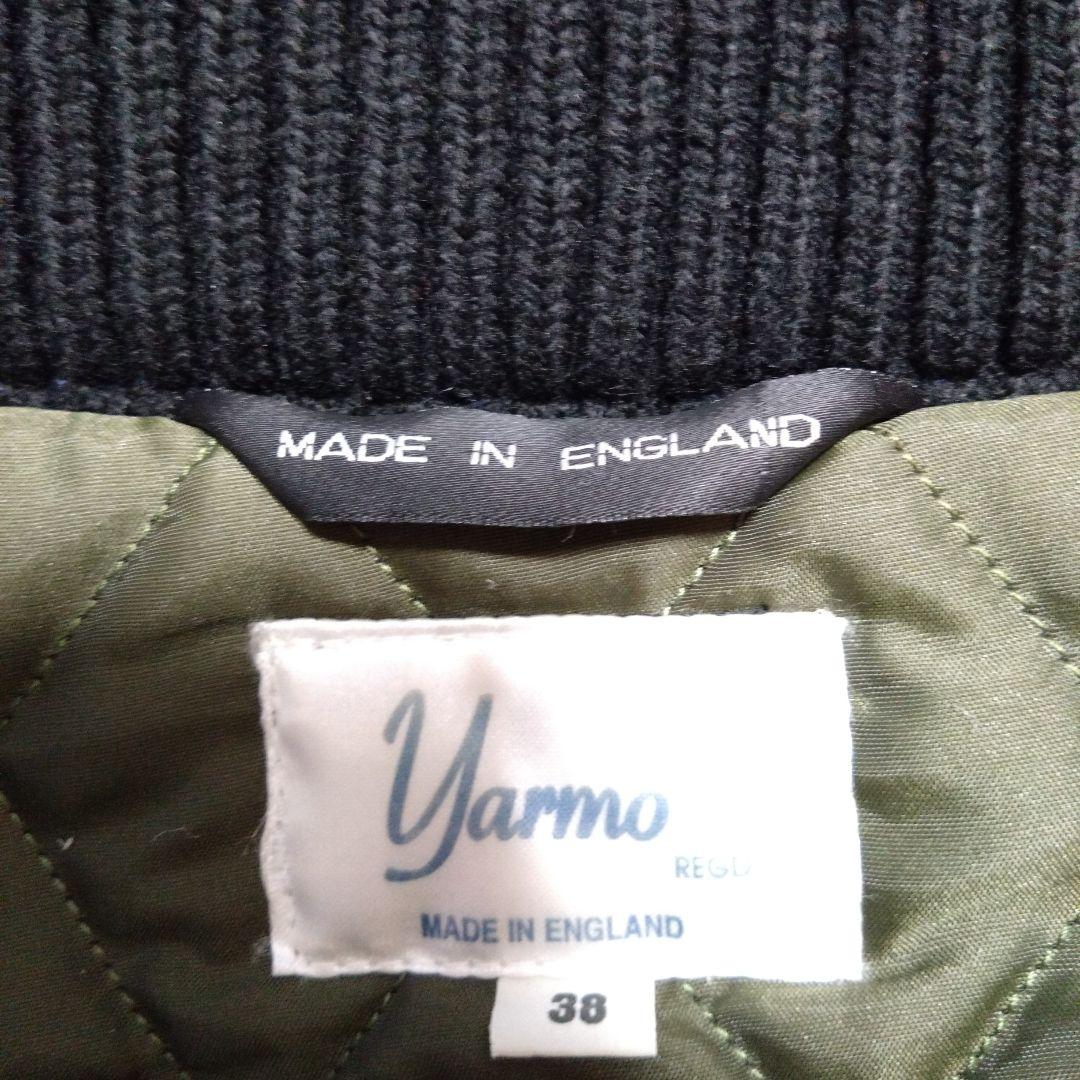 MADE IN ENGLAND
Yarmo
REGD
MADE IN ENGLAND
38